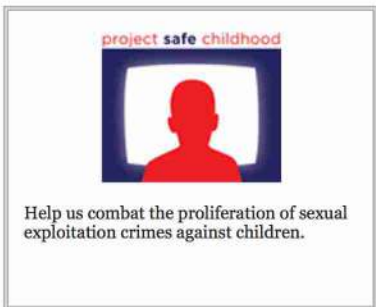 project safe childhood
Help us combat the proliferation of sexual
exploitation crimes against children.